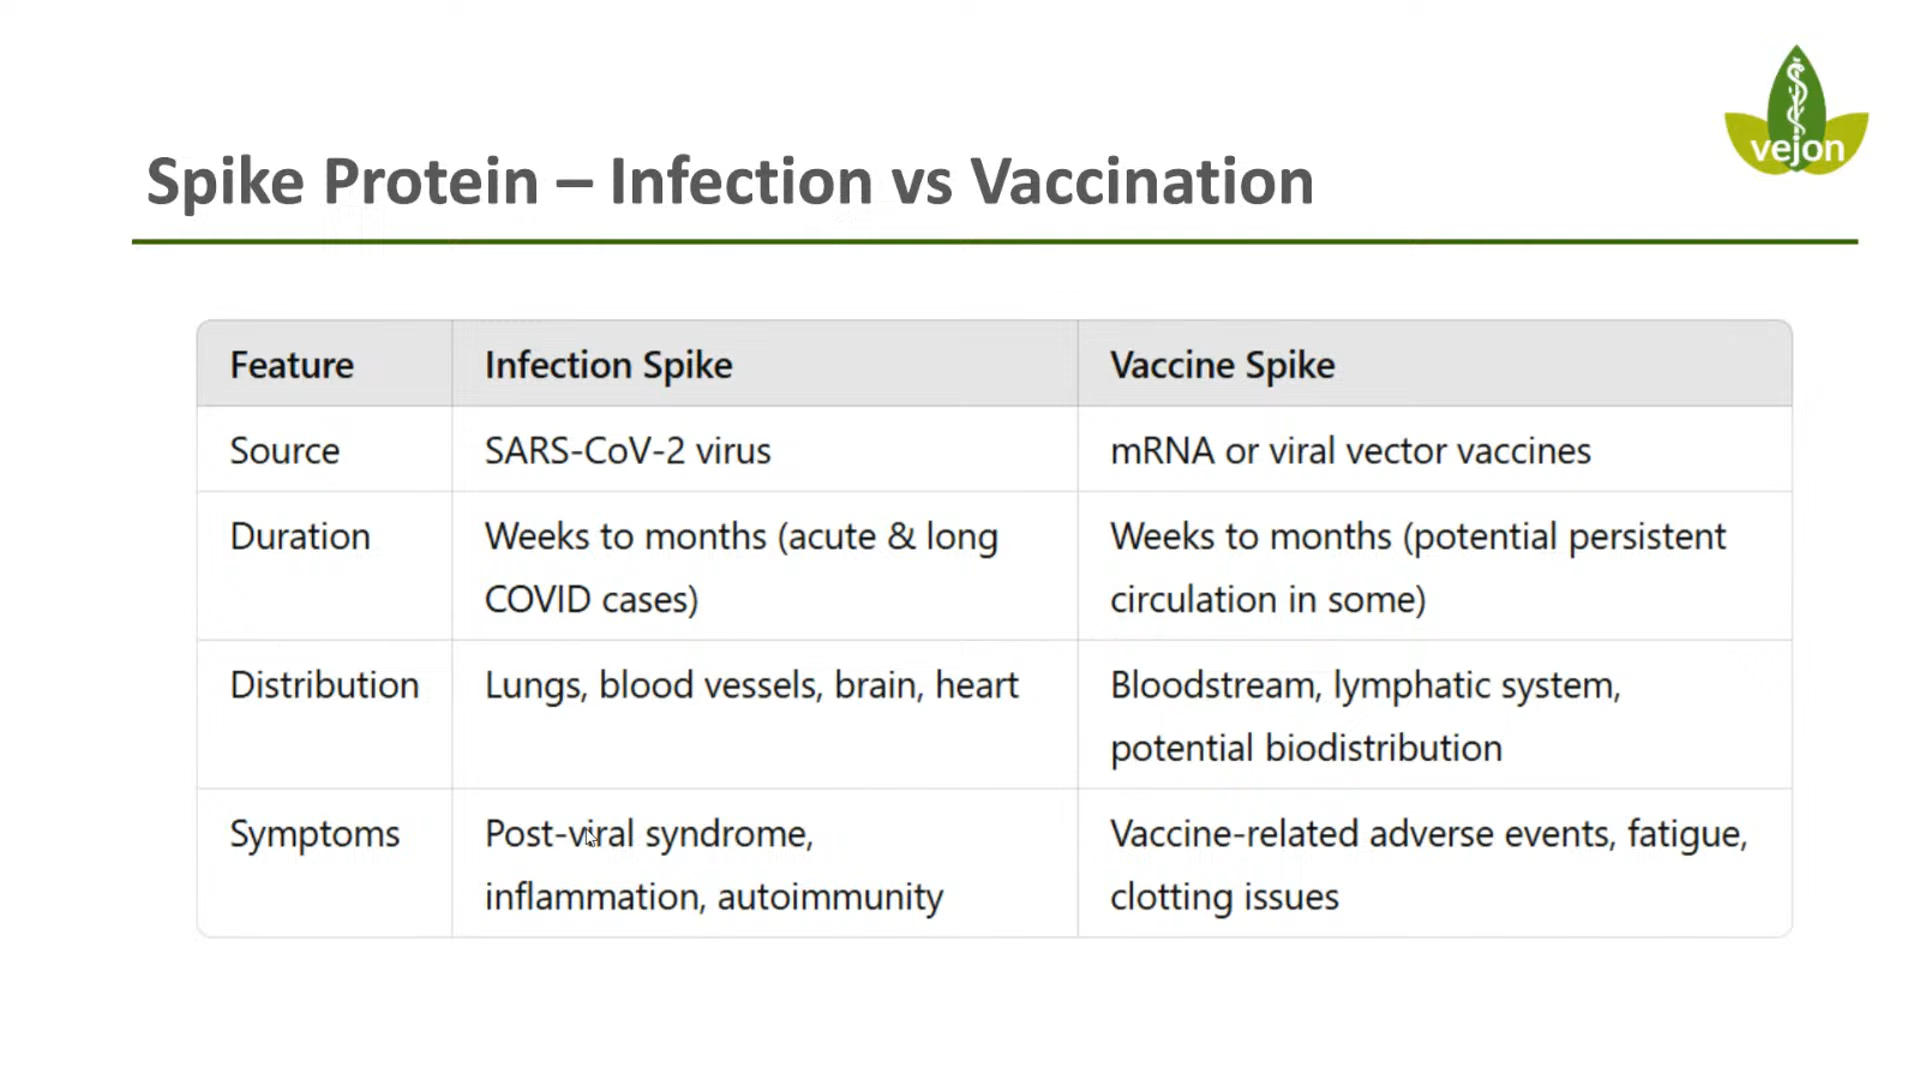 vejon
Spike Protein – Infection vs Vaccination
Feature
Infection Spike
Vaccine Spike
Source
SARS-CoV-2 virus
mRNA or viral vector vaccines
Duration
Weeks to months (acute & long
COVID cases)
Weeks to months (potential persistent
circulation in some)
Distribution
Lungs, blood vessels, brain, heart
Bloodstream, lymphatic system,
potential biodistribution
Symptoms
Post-viral syndrome,
inflammation, autoimmunity
Vaccine-related adverse events, fatigue,
clotting issues